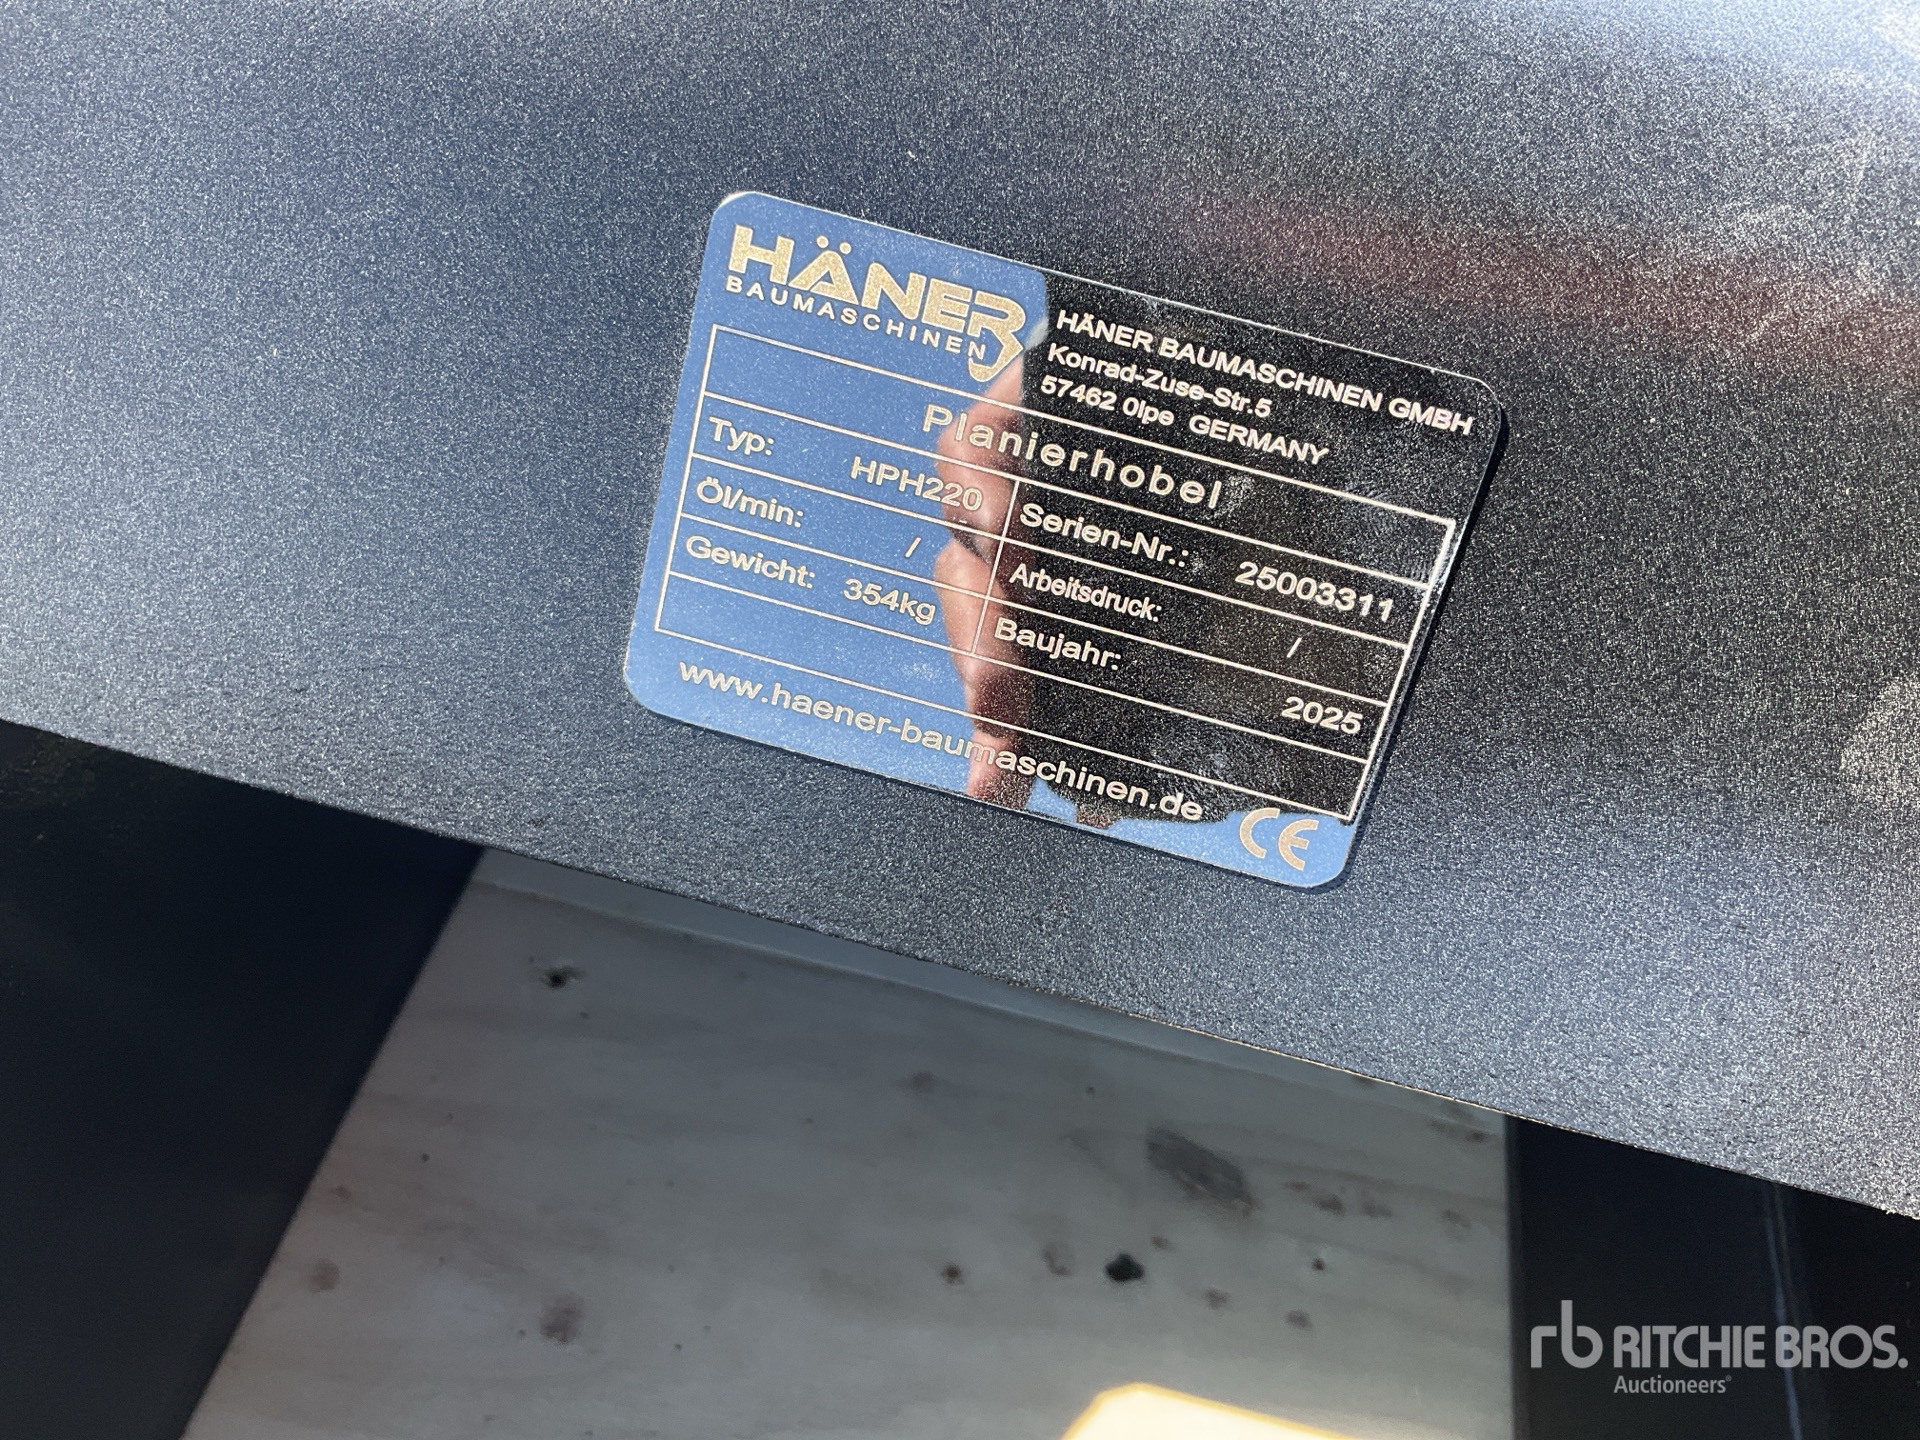 HÄNER
BAUMASCHINEN
HÄNER BAUMASCHINEN GMBH
Konrad-Zuse-Str.5
57462 Olpe GERMANY
Planierhobel
Typ: HPH220 Serien-Nr.: 25003311
Öl/min: / Arbeitsdruck: /
Gewicht: 354kg Baujahr: 2025
www.haener-baumaschinen.de CE
rb RITCHIE BROS.
Auctioneers®